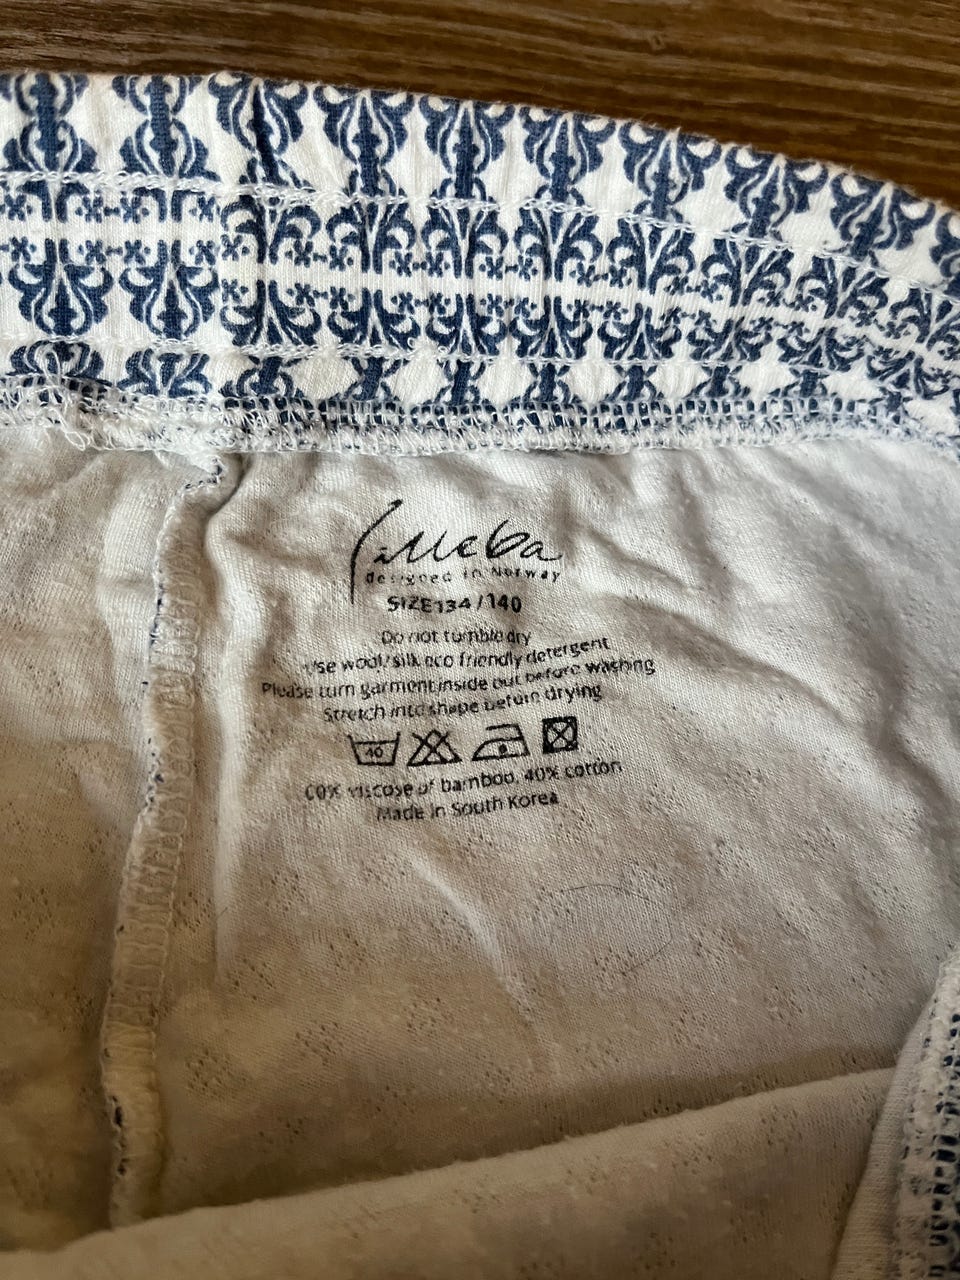 Lilleba
designed in Norway
SIZE 134/140
Do not tumble dry
Use wool/silk eco friendly detergent
Please turn garment inside out before washing
Stretch into shape before drying
40
60% viscose of bamboo, 40% cotton
Made in South Korea